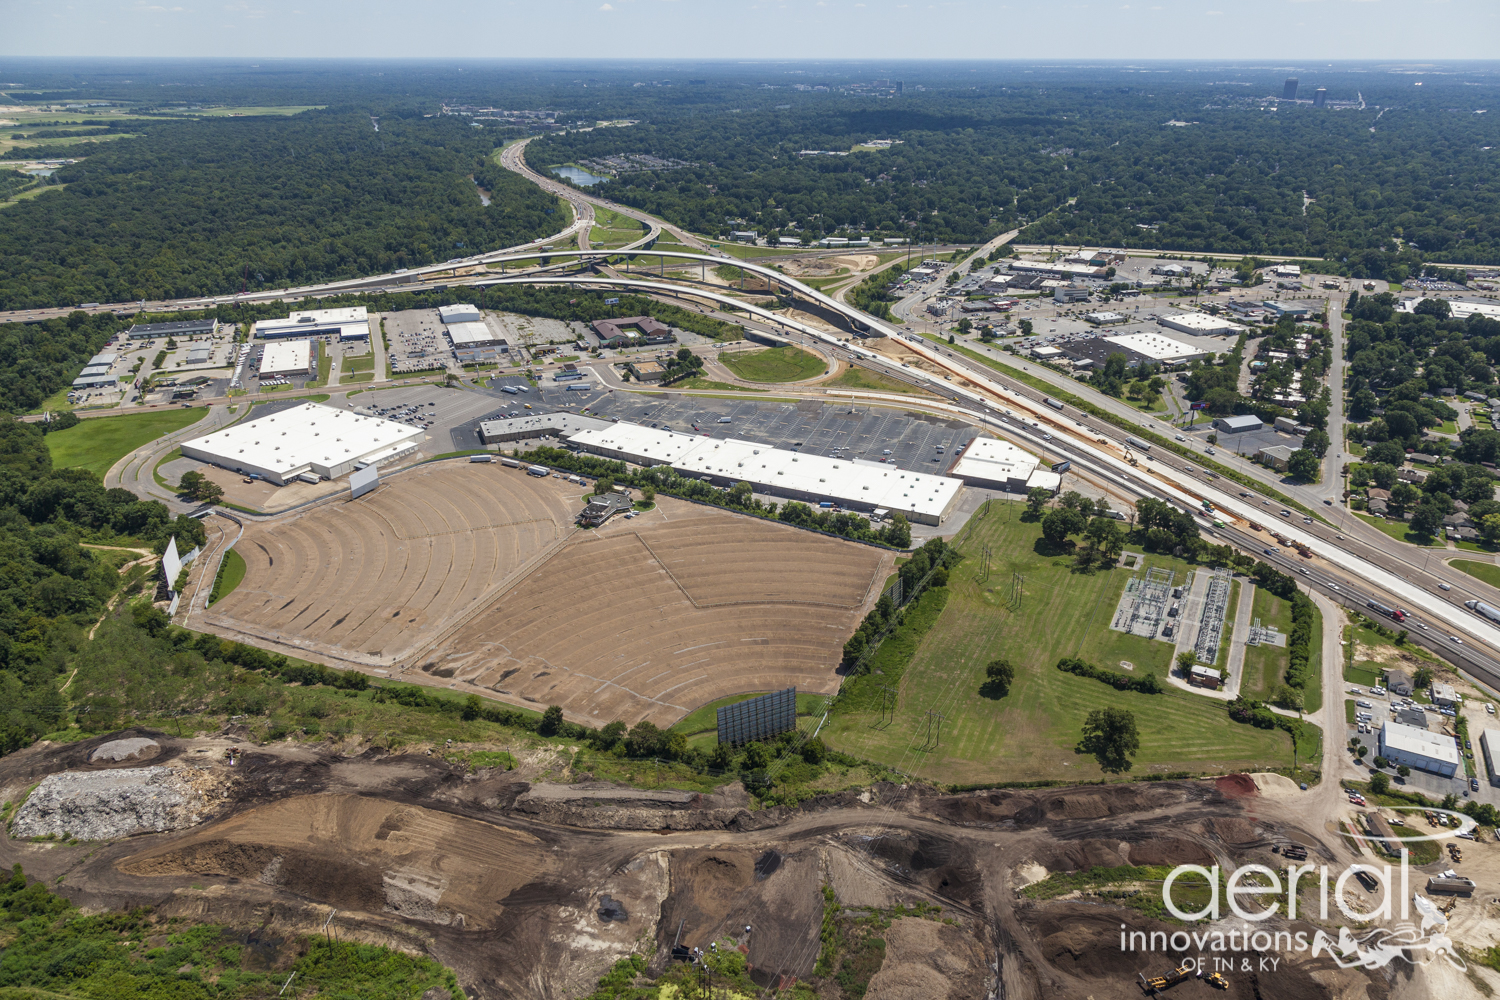 aerial
innovations
OF TN & KY